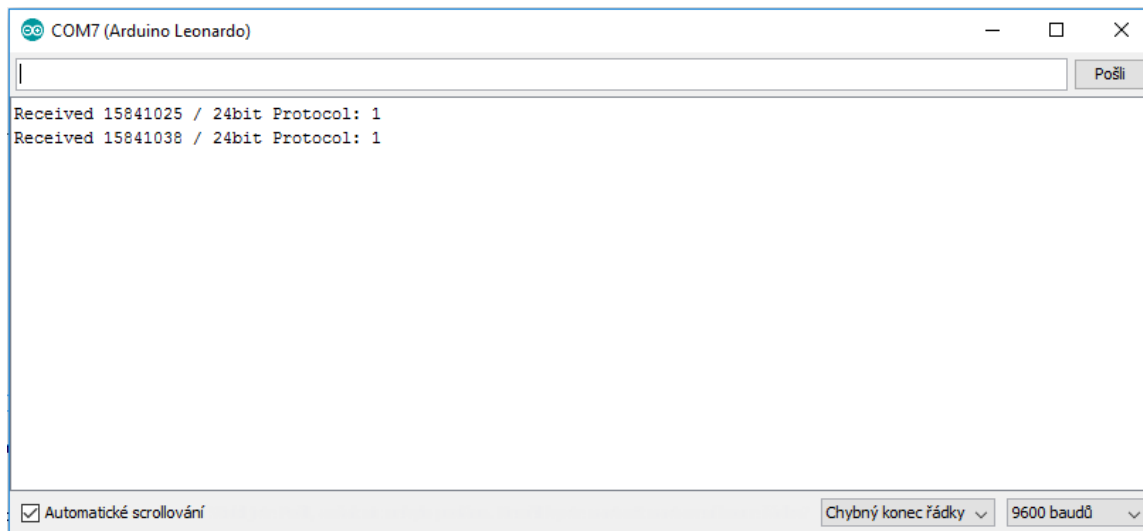 COM7 (Arduino Leonardo)
Pošli
Received 15841025 / 24bit Protocol: 1
Received 15841038 / 24bit Protocol: 1
Automatické scrollování
Chybný konec řádky
9600 baudů